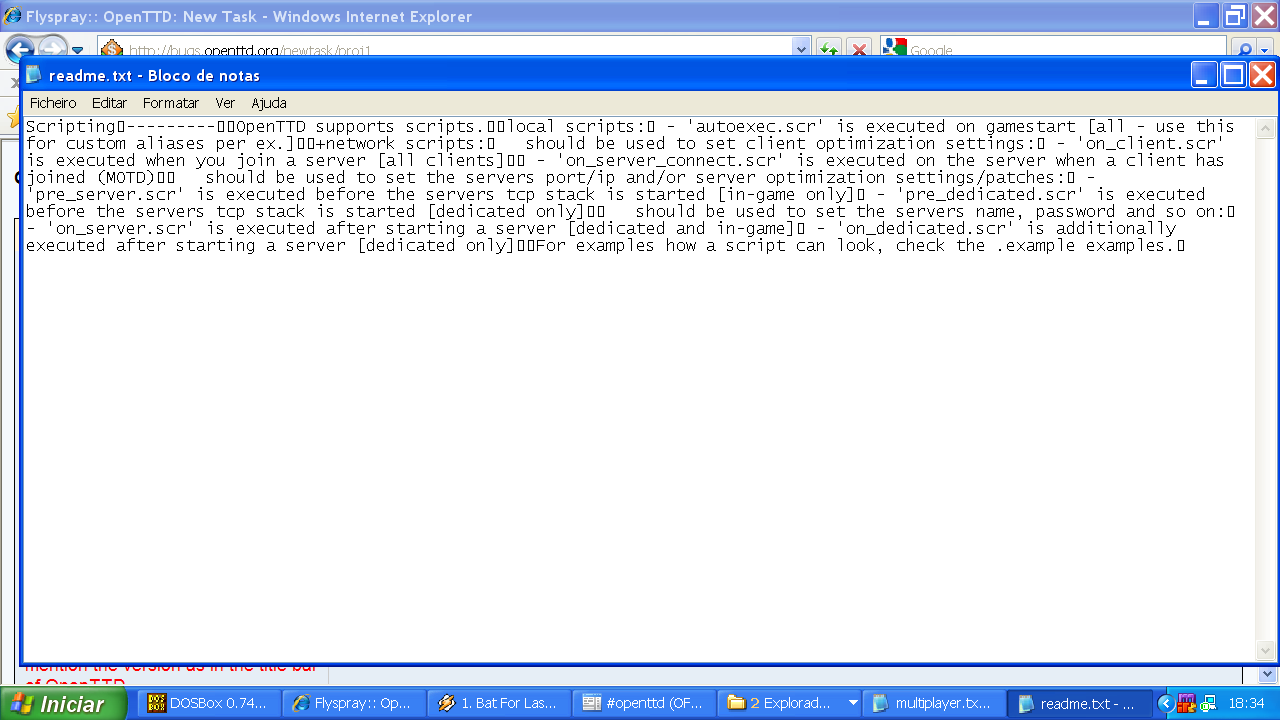 Flyspray:: OpenTTD: New Task - Windows Internet Explorer
http://bugs.openttd.org/newtask/proj1
Google
readme.txt - Bloco de notas
Ficheiro Editar Formatar Ver Ajuda
Scripting▯---------▯▯OpenTTD supports scripts.▯▯local scripts:▯ - 'autoexec.scr' is executed on gamestart [all - use this
for custom aliases per ex.]▯▯+network scripts:▯   should be used to set client optimization settings:▯ - 'on_client.scr'
is executed when you join a server [all clients]▯▯ - 'on_server_connect.scr' is executed on the server when a client has
joined (MOTD)▯▯   should be used to set the servers port/ip and/or server optimization settings/patches:▯ -
'pre_server.scr' is executed before the servers tcp stack is started [in-game only]▯ - 'pre_dedicated.scr' is executed
before the servers tcp stack is started [dedicated only]▯▯   should be used to set the servers name, password and so on:▯
- 'on_server.scr' is executed after starting a server [dedicated and in-game]▯ - 'on_dedicated.scr' is additionally
executed after starting a server [dedicated only]▯▯For examples how a script can look, check the .example examples.▯
mention the version as in the title bar
of OpenTTD
Iniciar
DOSBox 0.74...
Flyspray:: Op...
1. Bat For Las...
#openttd (OF...
2 Explorad...
multiplayer.tx...
readme.txt - ...
18:34